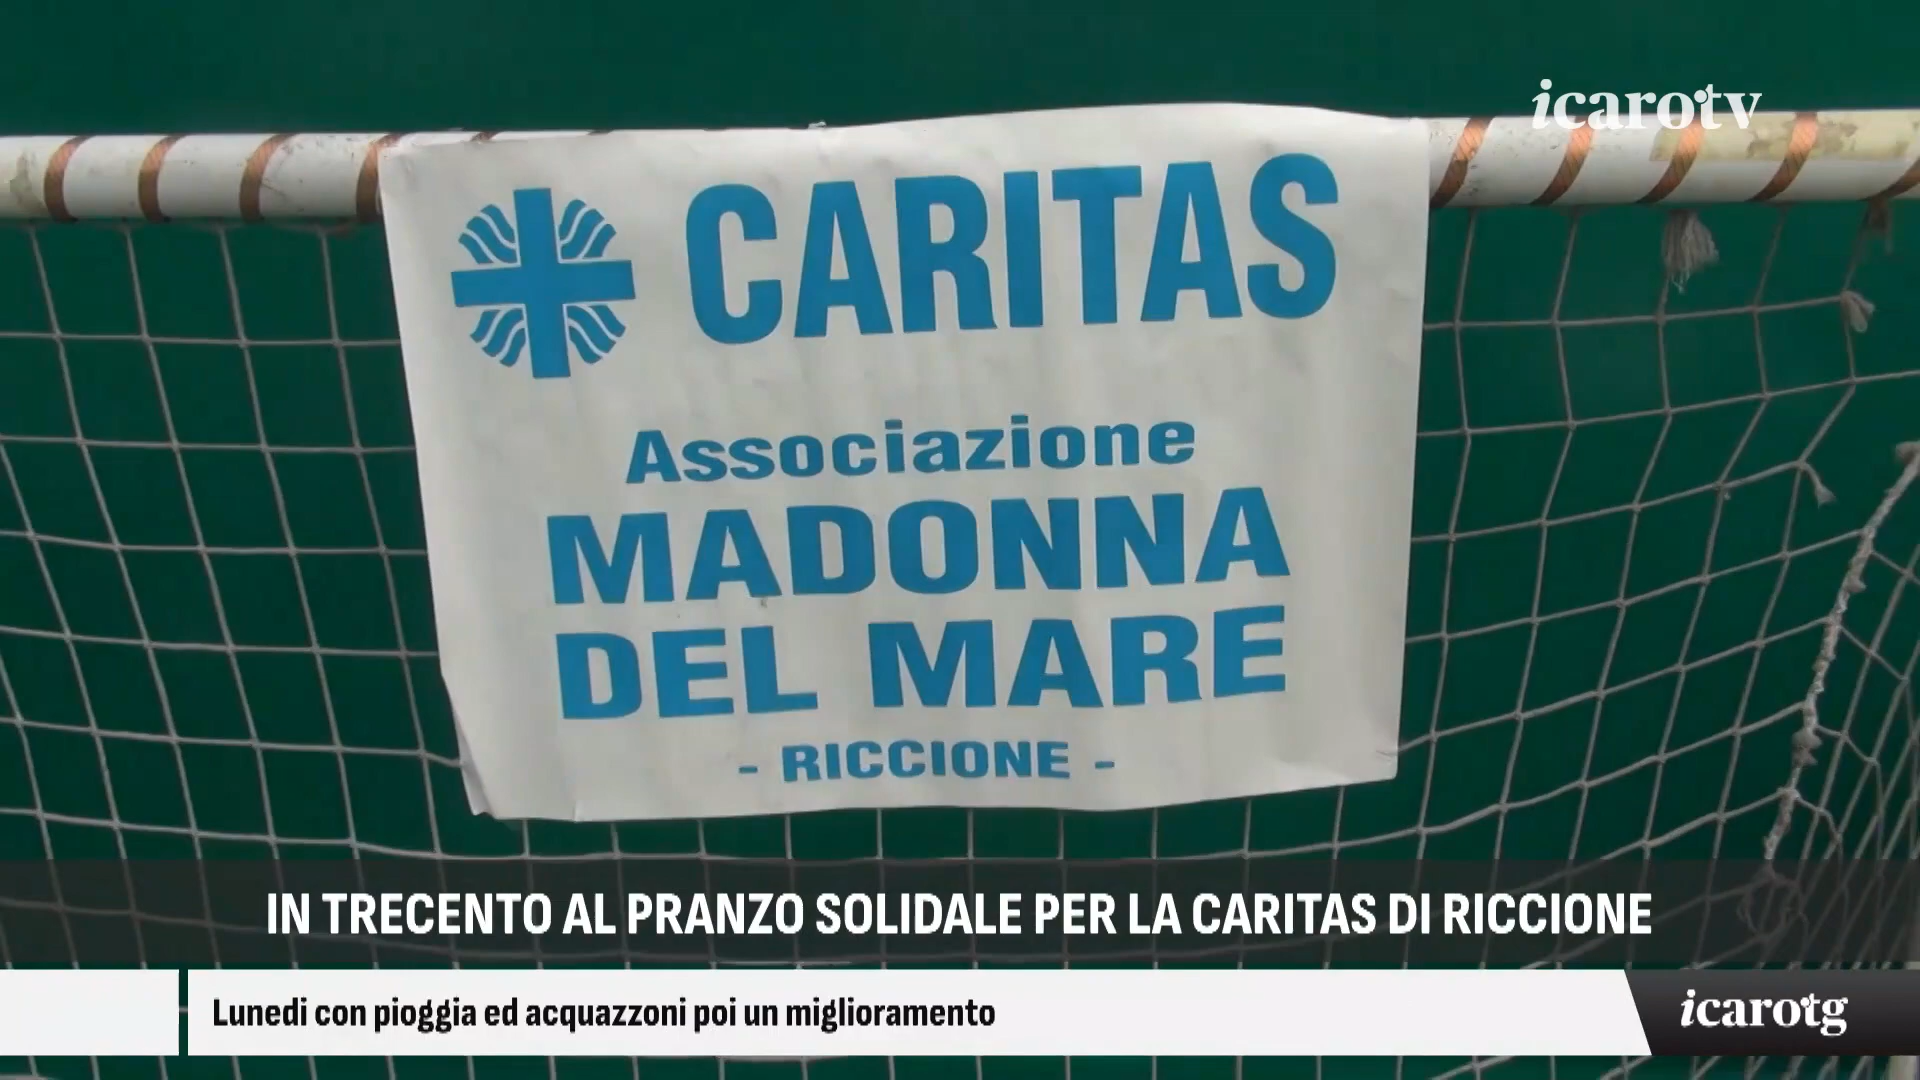 icarotv
CARITAS
Associazione
MADONNA
DEL MARE
- RICCIONE -
IN TRECENTO AL PRANZO SOLIDALE PER LA CARITAS DI RICCIONE
Lunedi con pioggia ed acquazzoni poi un miglioramento
icarotg